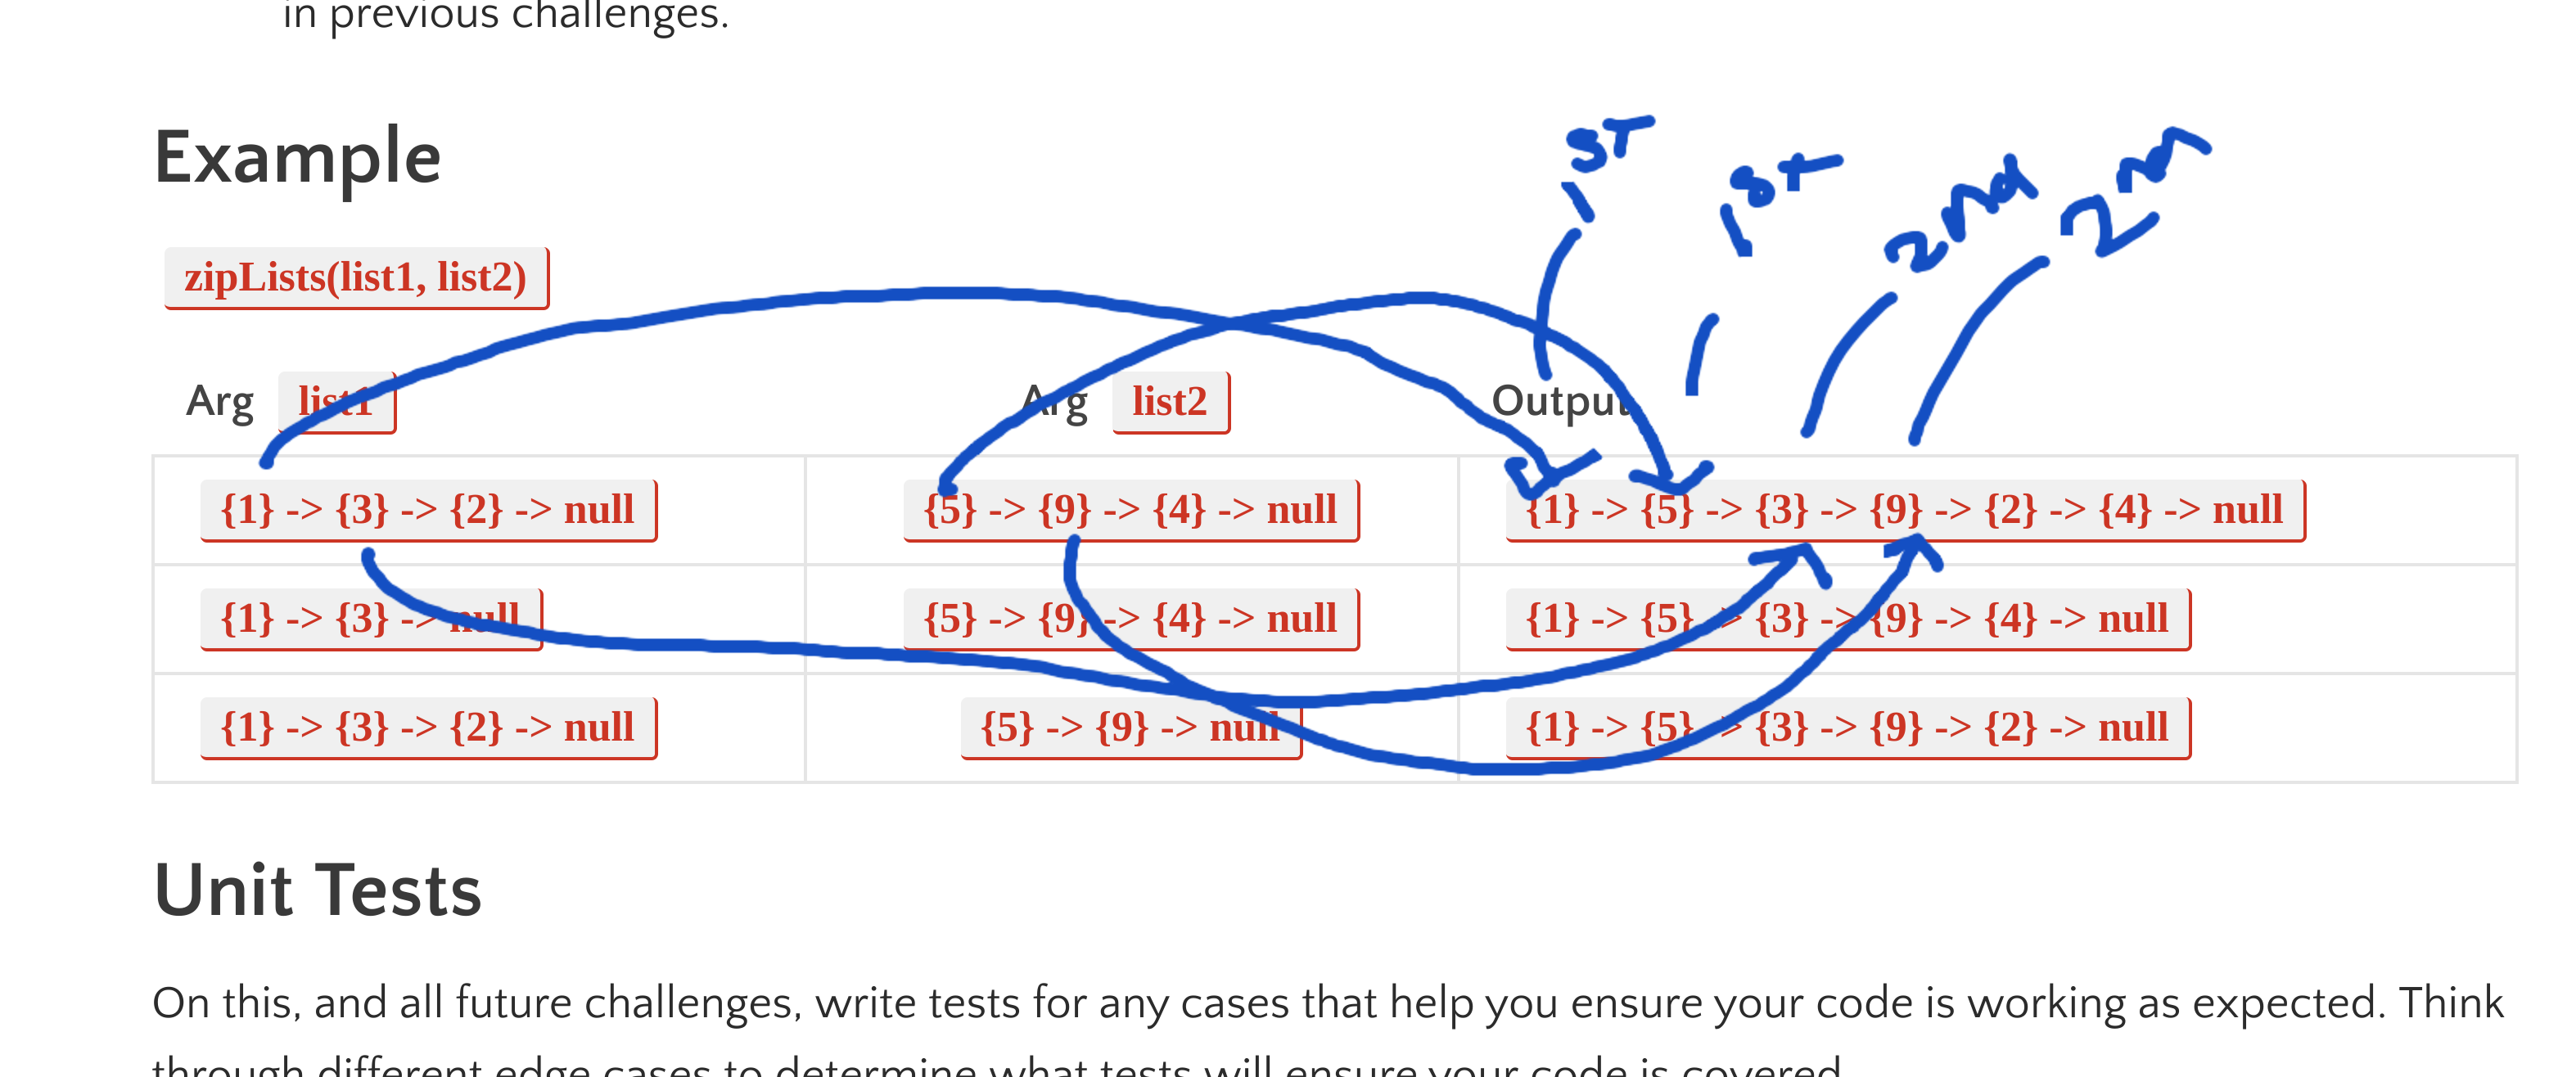 in previous challenges.
1ST
1st
2nd
2n
Example
zipLists(list1, list2)
Arg list1 Arg list2 Output
{1} -> {3} -> {2} -> null {5} -> {9} -> {4} -> null {1} -> {5} -> {3} -> {9} -> {2} -> {4} -> null
{1} -> {3} -> null {5} -> {9} -> {4} -> null {1} -> {5} -> {3} -> {9} -> {4} -> null
{1} -> {3} -> {2} -> null {5} -> {9} -> null {1} -> {5} -> {3} -> {9} -> {2} -> null
Unit Tests
On this, and all future challenges, write tests for any cases that help you ensure your code is working as expected. Think
through different edge cases to determine what tests will ensure your code is covered